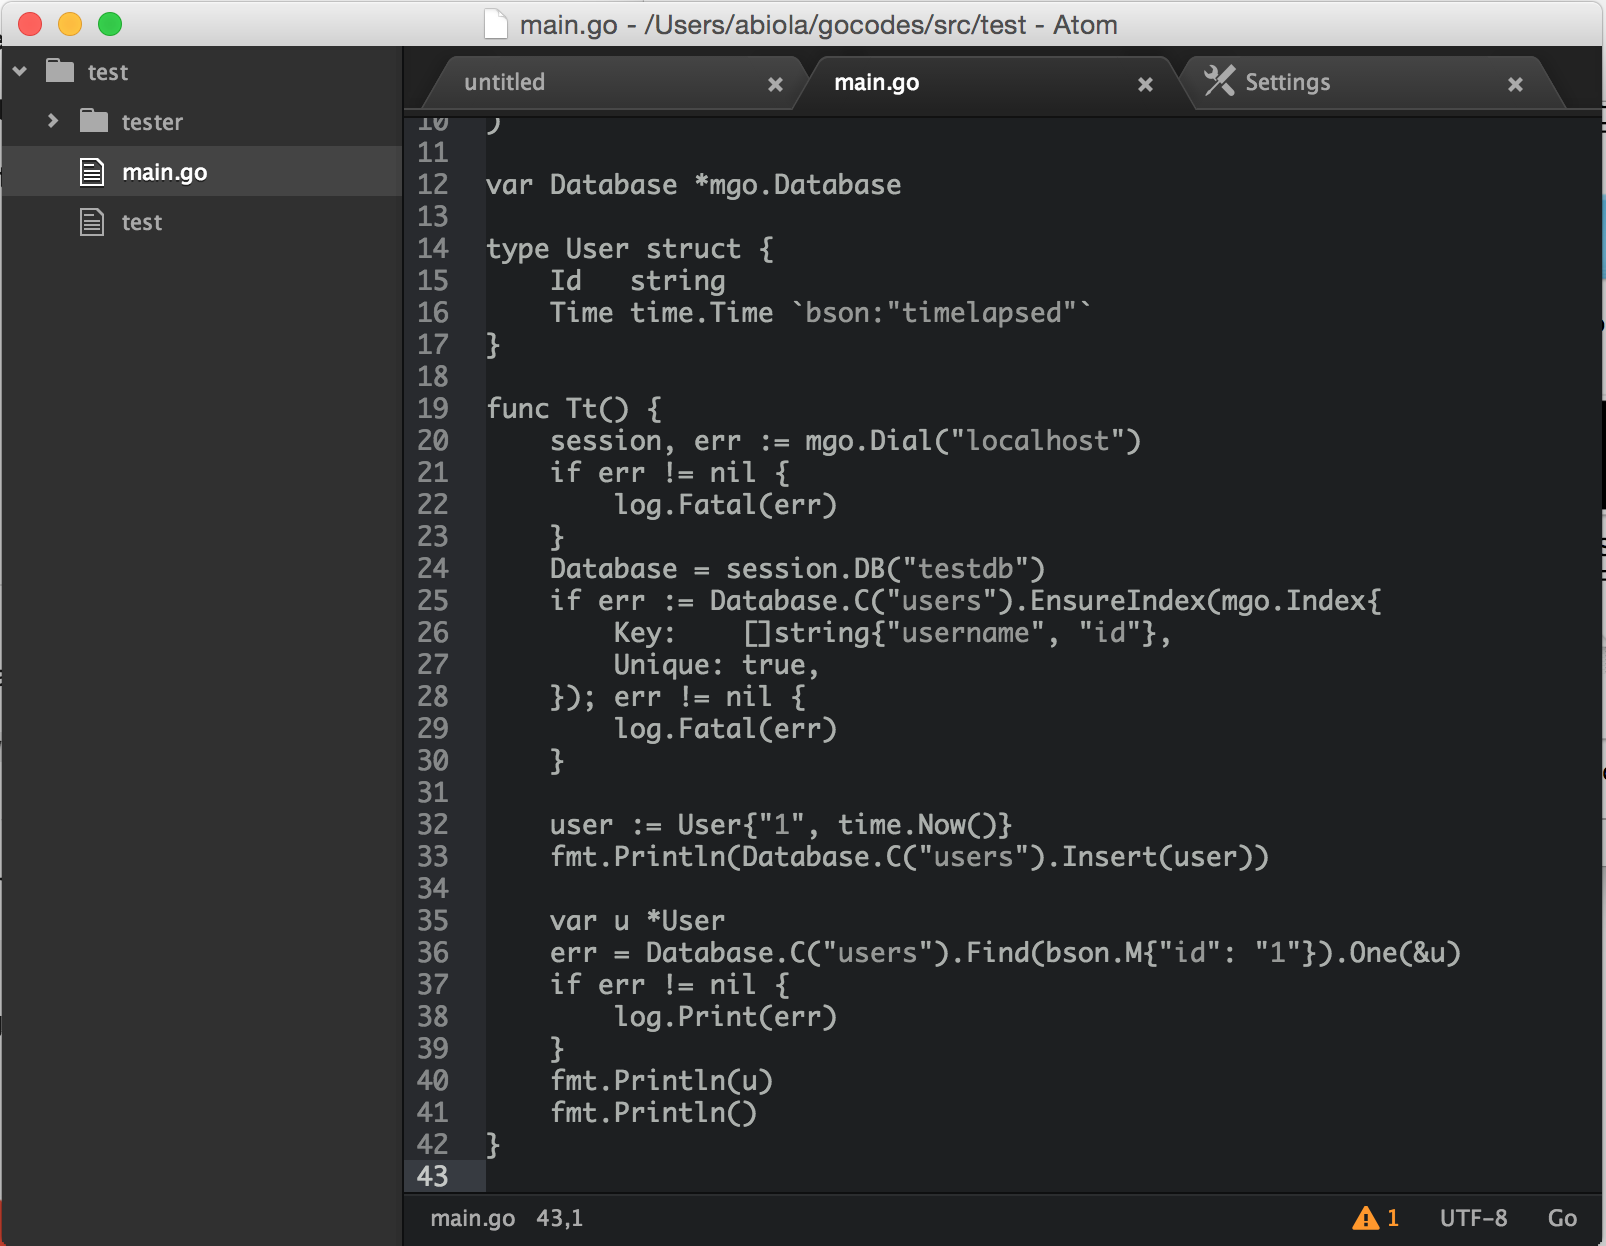 main.go - /Users/abiola/gocodes/src/test - Atom
test
tester
main.go
test
untitled
main.go
Settings
10 )
11
12 var Database *mgo.Database
13
14 type User struct {
15     Id   string
16     Time time.Time `bson:"timelapsed"`
17 }
18
19 func Tt() {
20     session, err := mgo.Dial("localhost")
21     if err != nil {
22         log.Fatal(err)
23     }
24     Database = session.DB("testdb")
25     if err := Database.C("users").EnsureIndex(mgo.Index{
26         Key:    []string{"username", "id"},
27         Unique: true,
28     }); err != nil {
29         log.Fatal(err)
30     }
31
32     user := User{"1", time.Now()}
33     fmt.Println(Database.C("users").Insert(user))
34
35     var u *User
36     err = Database.C("users").Find(bson.M{"id": "1"}).One(&u)
37     if err != nil {
38         log.Print(err)
39     }
40     fmt.Println(u)
41     fmt.Println()
42 }
43
main.go 43,1
1 UTF-8 Go